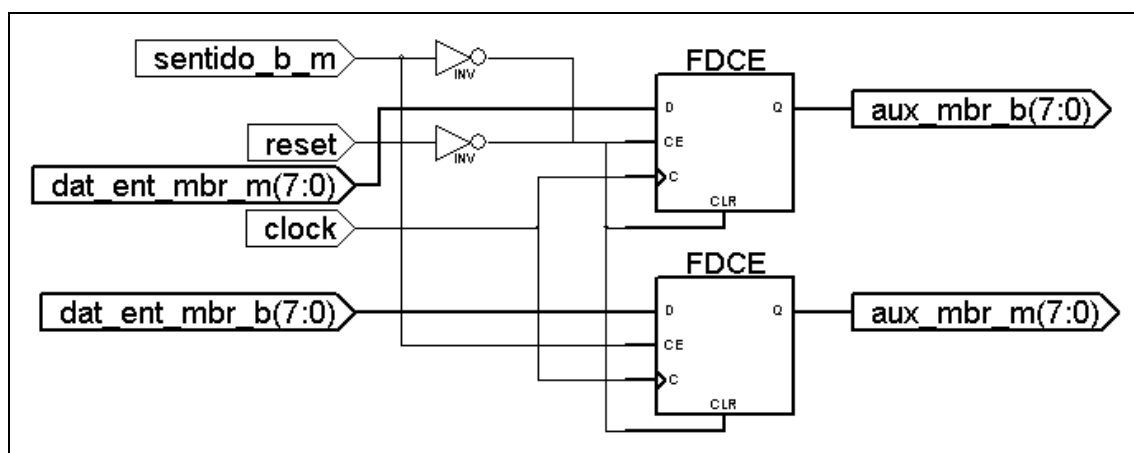 sentido_b_m
INV
reset
INV
dat_ent_mbr_m(7:0)
clock
dat_ent_mbr_b(7:0)
FDCE
D
Q
CE
C
CLR
aux_mbr_b(7:0)
FDCE
D
Q
CE
C
CLR
aux_mbr_m(7:0)